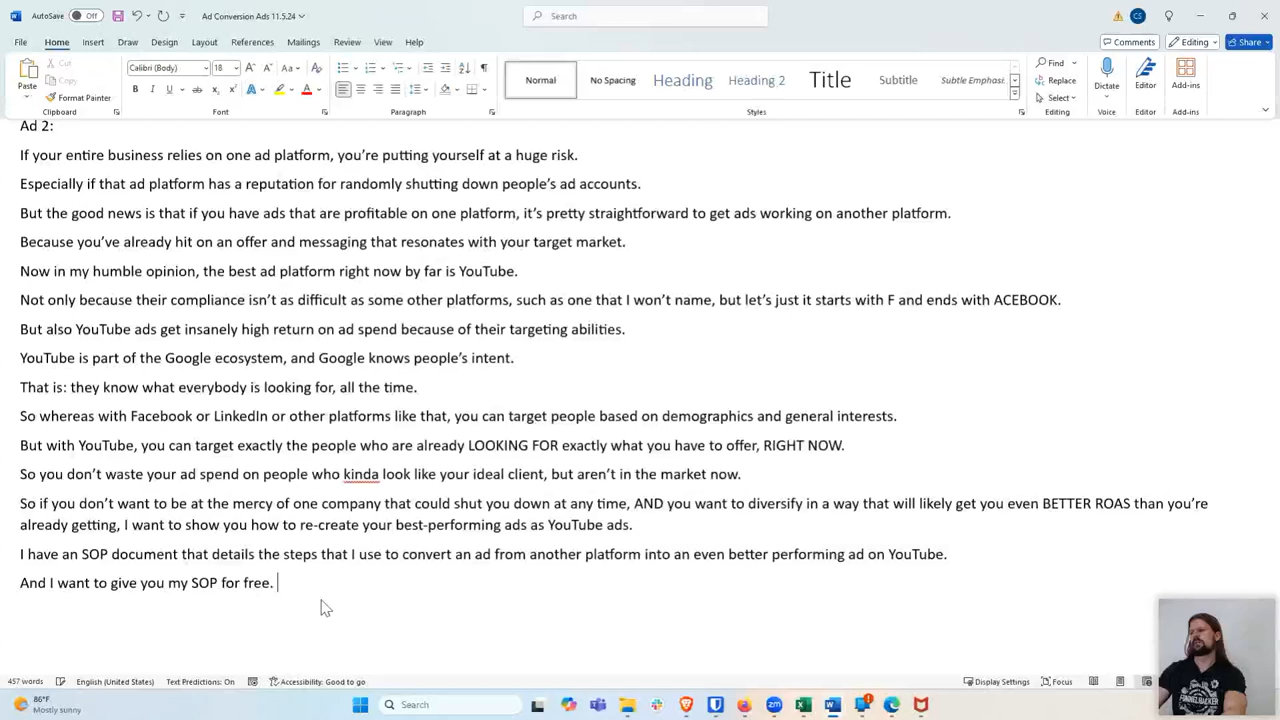 AutoSave Off Ad Conversion Ads 11.5.24 Search CS
File Home Insert Draw Design Layout References Mailings Review View Help Comments Editing Share
Paste Cut Copy Format Painter Calibri (Body) 18 Normal No Spacing Heading Heading 2 Title Subtitle Subtle Emphasi Find Replace Select Dictate Editor Add-ins
Clipboard Font Paragraph Styles Editing Voice Editor Add-ins
Ad 2:
If your entire business relies on one ad platform, you’re putting yourself at a huge risk.
Especially if that ad platform has a reputation for randomly shutting down people’s ad accounts.
But the good news is that if you have ads that are profitable on one platform, it’s pretty straightforward to get ads working on another platform.
Because you’ve already hit on an offer and messaging that resonates with your target market.
Now in my humble opinion, the best ad platform right now by far is YouTube.
Not only because their compliance isn’t as difficult as some other platforms, such as one that I won’t name, but let’s just it starts with F and ends with ACEBOOK.
But also YouTube ads get insanely high return on ad spend because of their targeting abilities.
YouTube is part of the Google ecosystem, and Google knows people’s intent.
That is: they know what everybody is looking for, all the time.
So whereas with Facebook or LinkedIn or other platforms like that, you can target people based on demographics and general interests.
But with YouTube, you can target exactly the people who are already LOOKING FOR exactly what you have to offer, RIGHT NOW.
So you don’t waste your ad spend on people who kinda look like your ideal client, but aren’t in the market now.
So if you don’t want to be at the mercy of one company that could shut you down at any time, AND you want to diversify in a way that will likely get you even BETTER ROAS than you’re
already getting, I want to show you how to re-create your best-performing ads as YouTube ads.
I have an SOP document that details the steps that I use to convert an ad from another platform into an even better performing ad on YouTube.
And I want to give you my SOP for free.
457 words English (United States) Text Predictions: On Accessibility: Good to go Display Settings Focus
86°F
Mostly sunny
Search